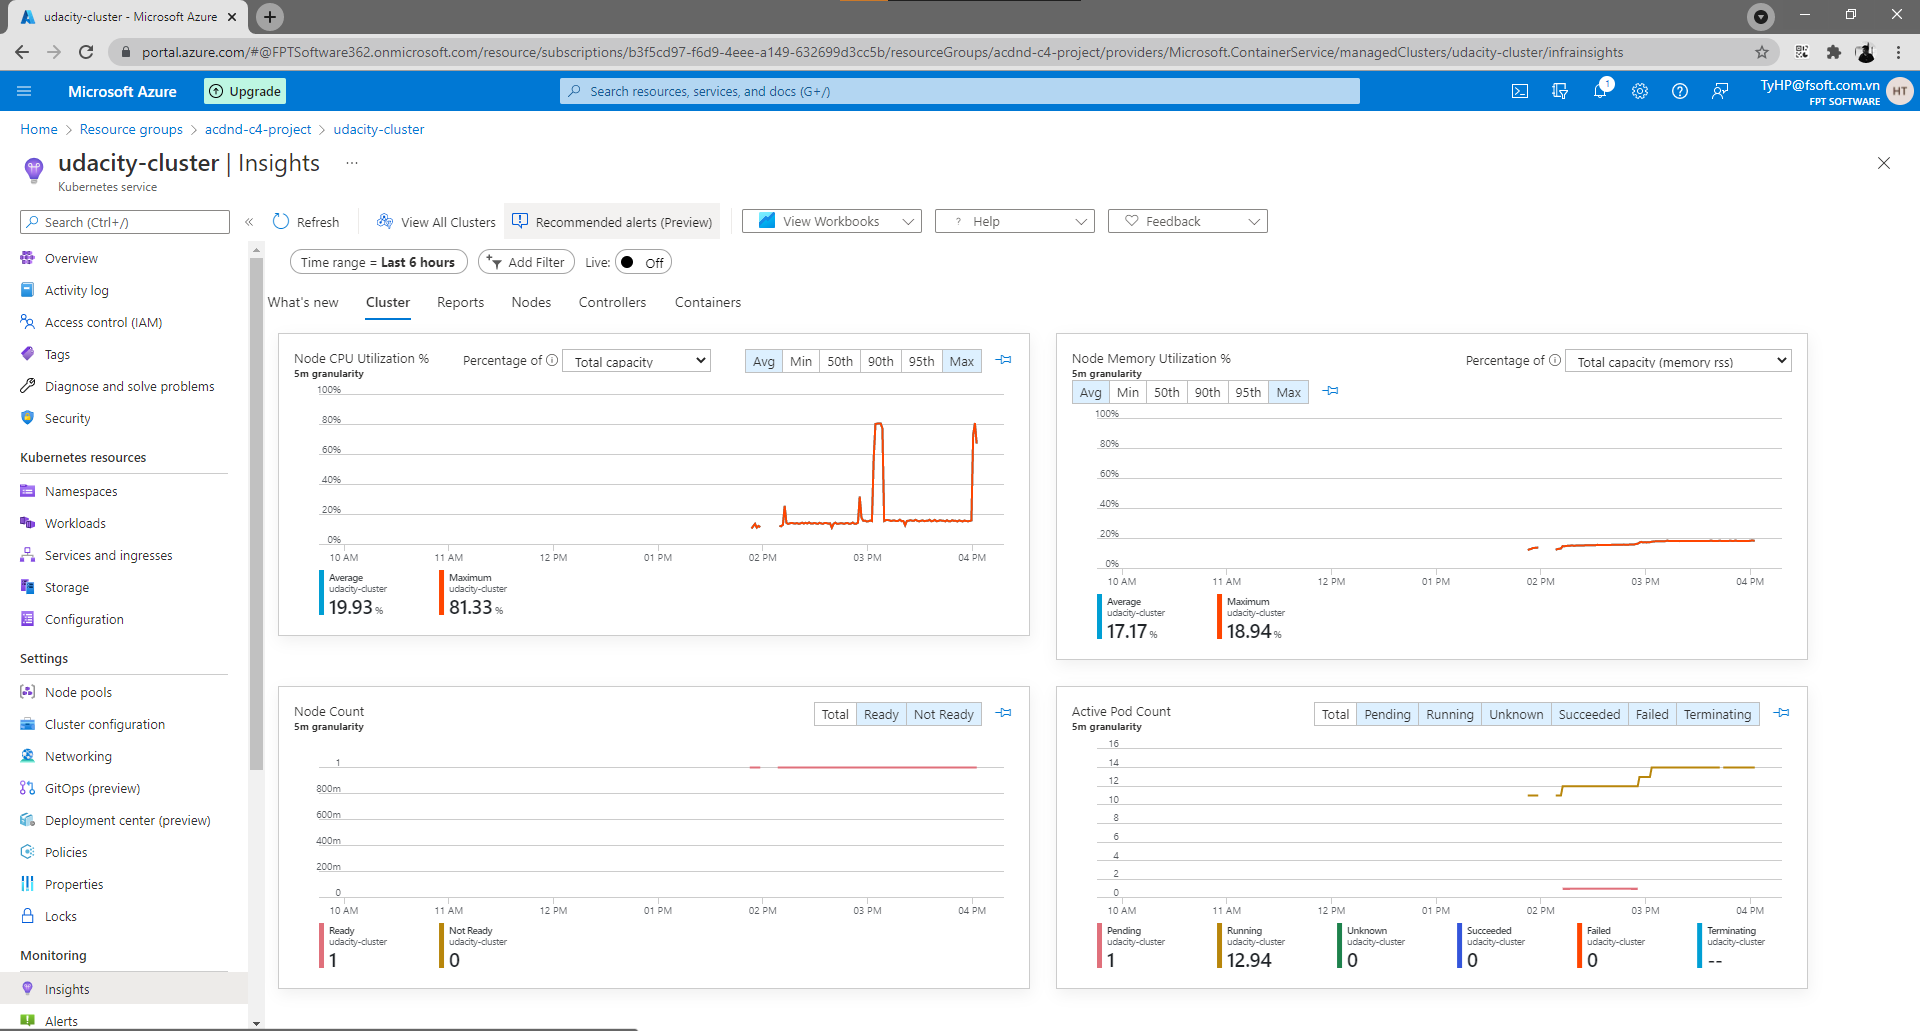 udacity-cluster - Microsoft Azure
portal.azure.com/#@FPTSoftware362.onmicrosoft.com/resource/subscriptions/b3f5cd97-f6d9-4eee-a149-632699d3cc5b/resourceGroups/acdnd-c4-project/providers/Microsoft.ContainerService/managedClusters/udacity-cluster/infrainsights
Microsoft Azure
Upgrade
Search resources, services, and docs (G+/)
1
TyHP@fsoft.com.vn
FPT SOFTWARE
HT
Home > Resource groups > acdnd-c4-project > udacity-cluster
udacity-cluster | Insights ...
Kubernetes service
Search (Ctrl+/)
«
Refresh
View All Clusters
Recommended alerts (Preview)
View Workbooks
? Help
Feedback
Time range = Last 6 hours
Add Filter
Live: Off
What's new
Cluster
Reports
Nodes
Controllers
Containers
Overview
Activity log
Access control (IAM)
Tags
Diagnose and solve problems
Security
Kubernetes resources
Namespaces
Workloads
Services and ingresses
Storage
Configuration
Settings
Node pools
Cluster configuration
Networking
GitOps (preview)
Deployment center (preview)
Policies
Properties
Locks
Monitoring
Insights
Alerts
Node CPU Utilization %
5m granularity
Percentage of
Total capacity
Avg Min 50th 90th 95th Max
100%
80%
60%
40%
20%
0%
10 AM 11 AM 12 PM 01 PM 02 PM 03 PM 04 PM
Average
udacity-cluster
19.93 %
Maximum
udacity-cluster
81.33 %
Node Memory Utilization %
5m granularity
Percentage of
Total capacity (memory rss)
Avg Min 50th 90th 95th Max
100%
80%
60%
40%
20%
0%
10 AM 11 AM 12 PM 01 PM 02 PM 03 PM 04 PM
Average
udacity-cluster
17.17 %
Maximum
udacity-cluster
18.94 %
Node Count
5m granularity
Total Ready Not Ready
1
800m
600m
400m
200m
0
10 AM 11 AM 12 PM 01 PM 02 PM 03 PM 04 PM
Ready
udacity-cluster
1
Not Ready
udacity-cluster
0
Active Pod Count
5m granularity
Total Pending Running Unknown Succeeded Failed Terminating
16
14
12
10
8
6
4
2
0
10 AM 11 AM 12 PM 01 PM 02 PM 03 PM 04 PM
Pending
udacity-cluster
1
Running
udacity-cluster
12.94
Unknown
udacity-cluster
0
Succeeded
udacity-cluster
0
Failed
udacity-cluster
0
Terminating
udacity-cluster
--